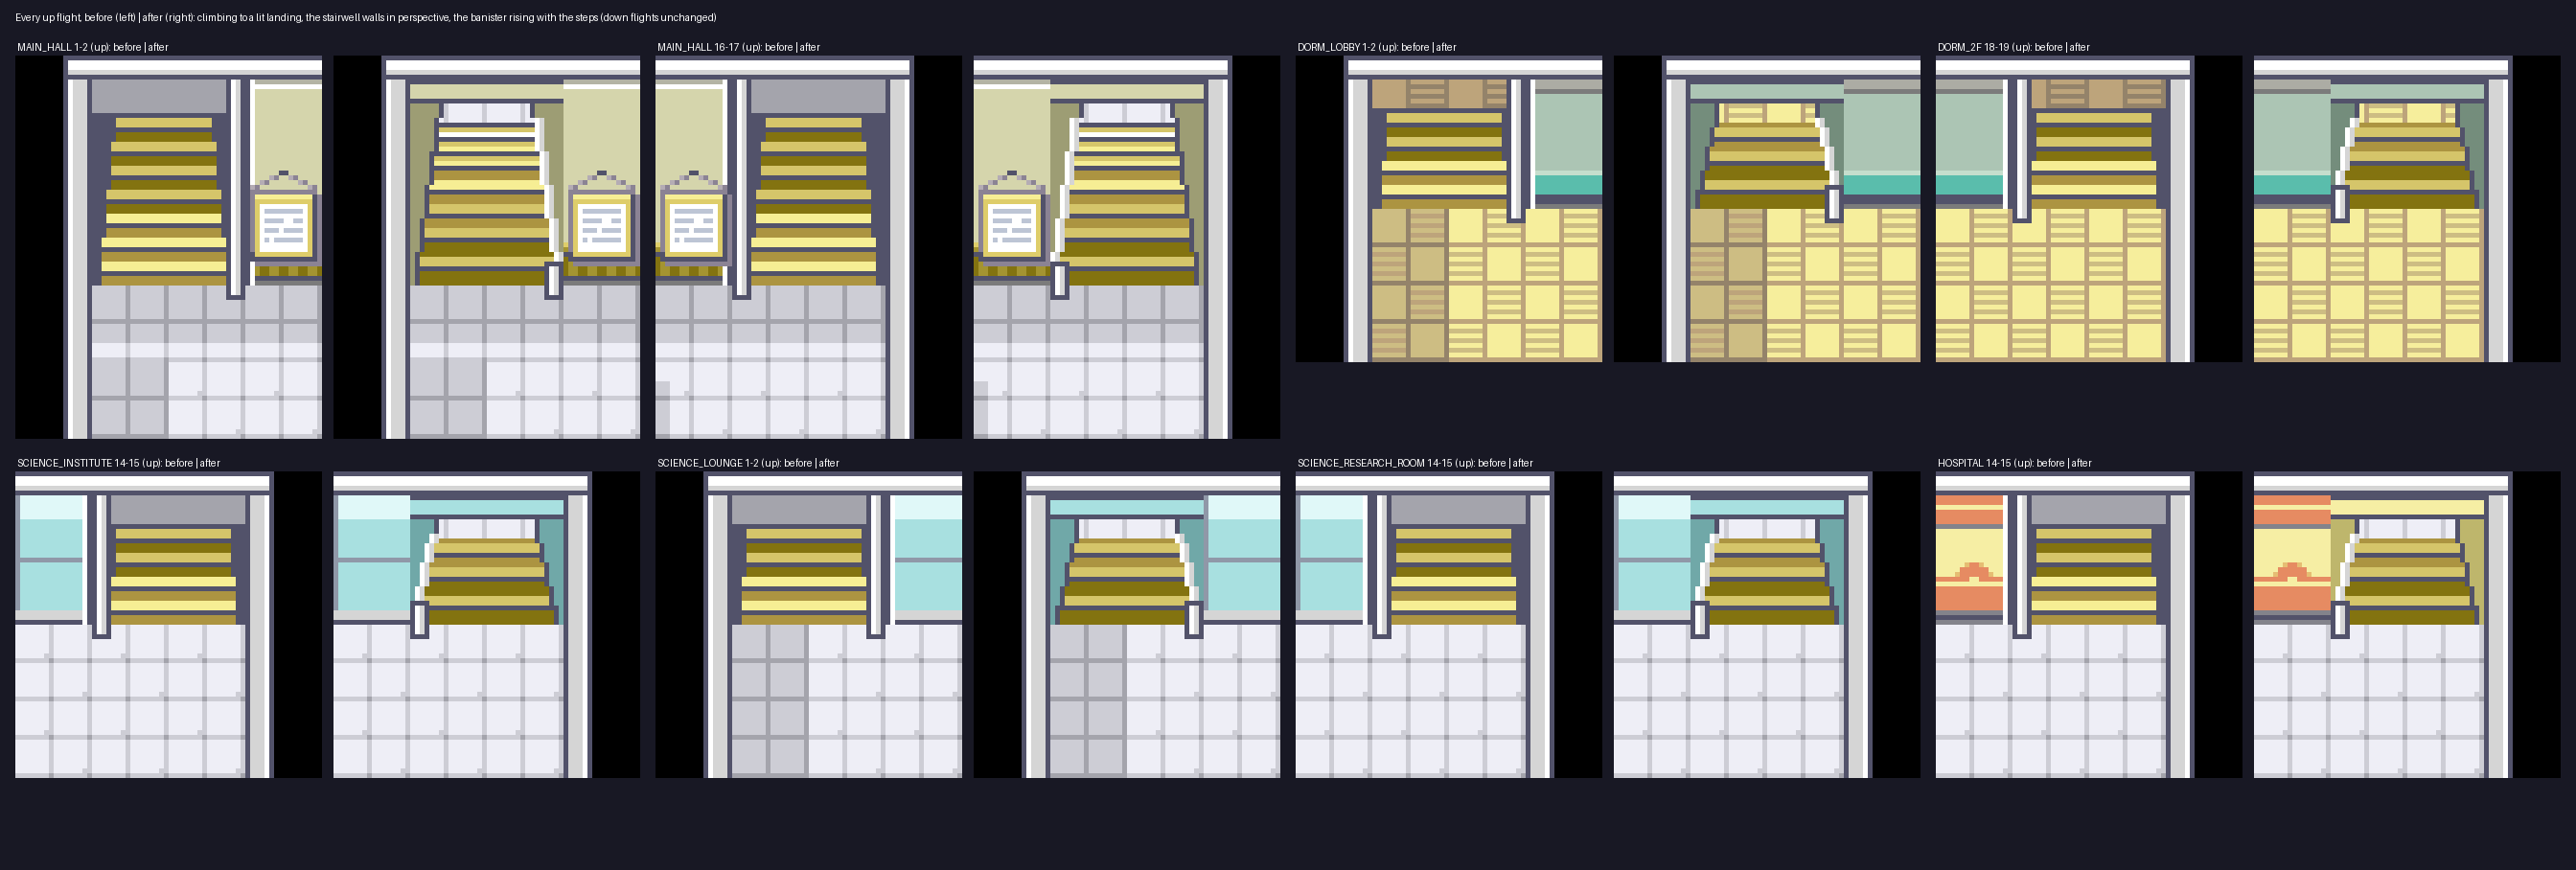 Every up flight, before (left) | after (right): climbing to a lit landing, the stairwell walls in perspective, the banister rising with the steps (down flights unchanged)
MAIN_HALL 1-2 (up): before | after
MAIN_HALL 16-17 (up): before | after
DORM_LOBBY 1-2 (up): before | after
DORM_2F 18-19 (up): before | after
SCIENCE_INSTITUTE 14-15 (up): before | after
SCIENCE_LOUNGE 1-2 (up): before | after
SCIENCE_RESEARCH_ROOM 14-15 (up): before | after
HOSPITAL 14-15 (up): before | after